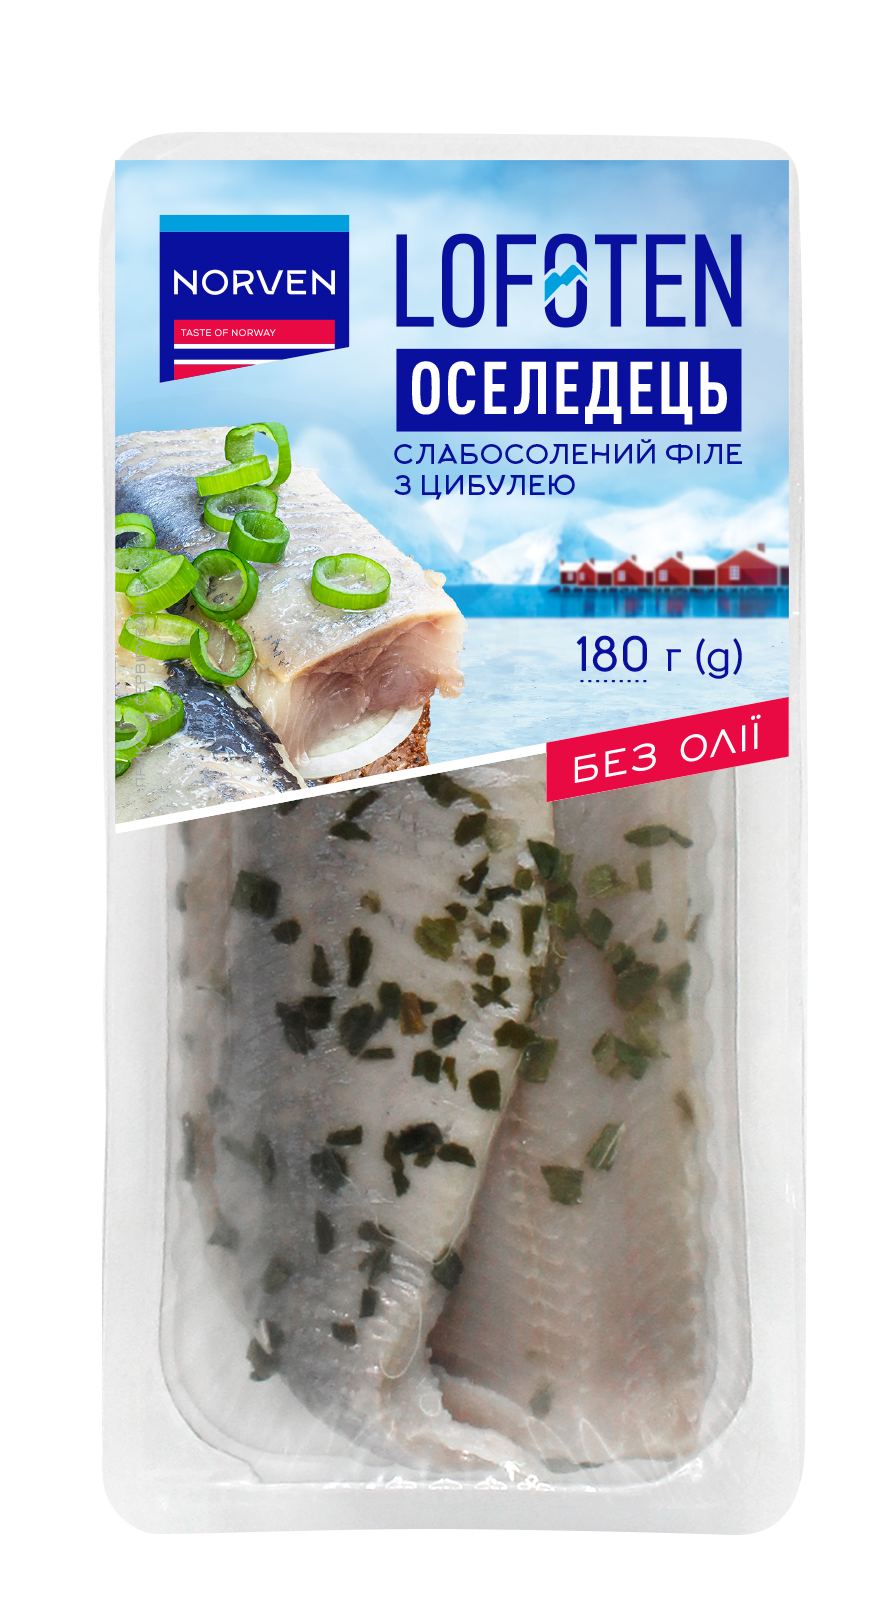 NORVEN
TASTE OF NORWAY
LOFOTEN
ОСЕЛЕДЕЦЬ
СЛАБОСОЛЕНИЙ ФІЛЕ
З ЦИБУЛЕЮ
180 г (g)
БЕЗ ОЛІЇ